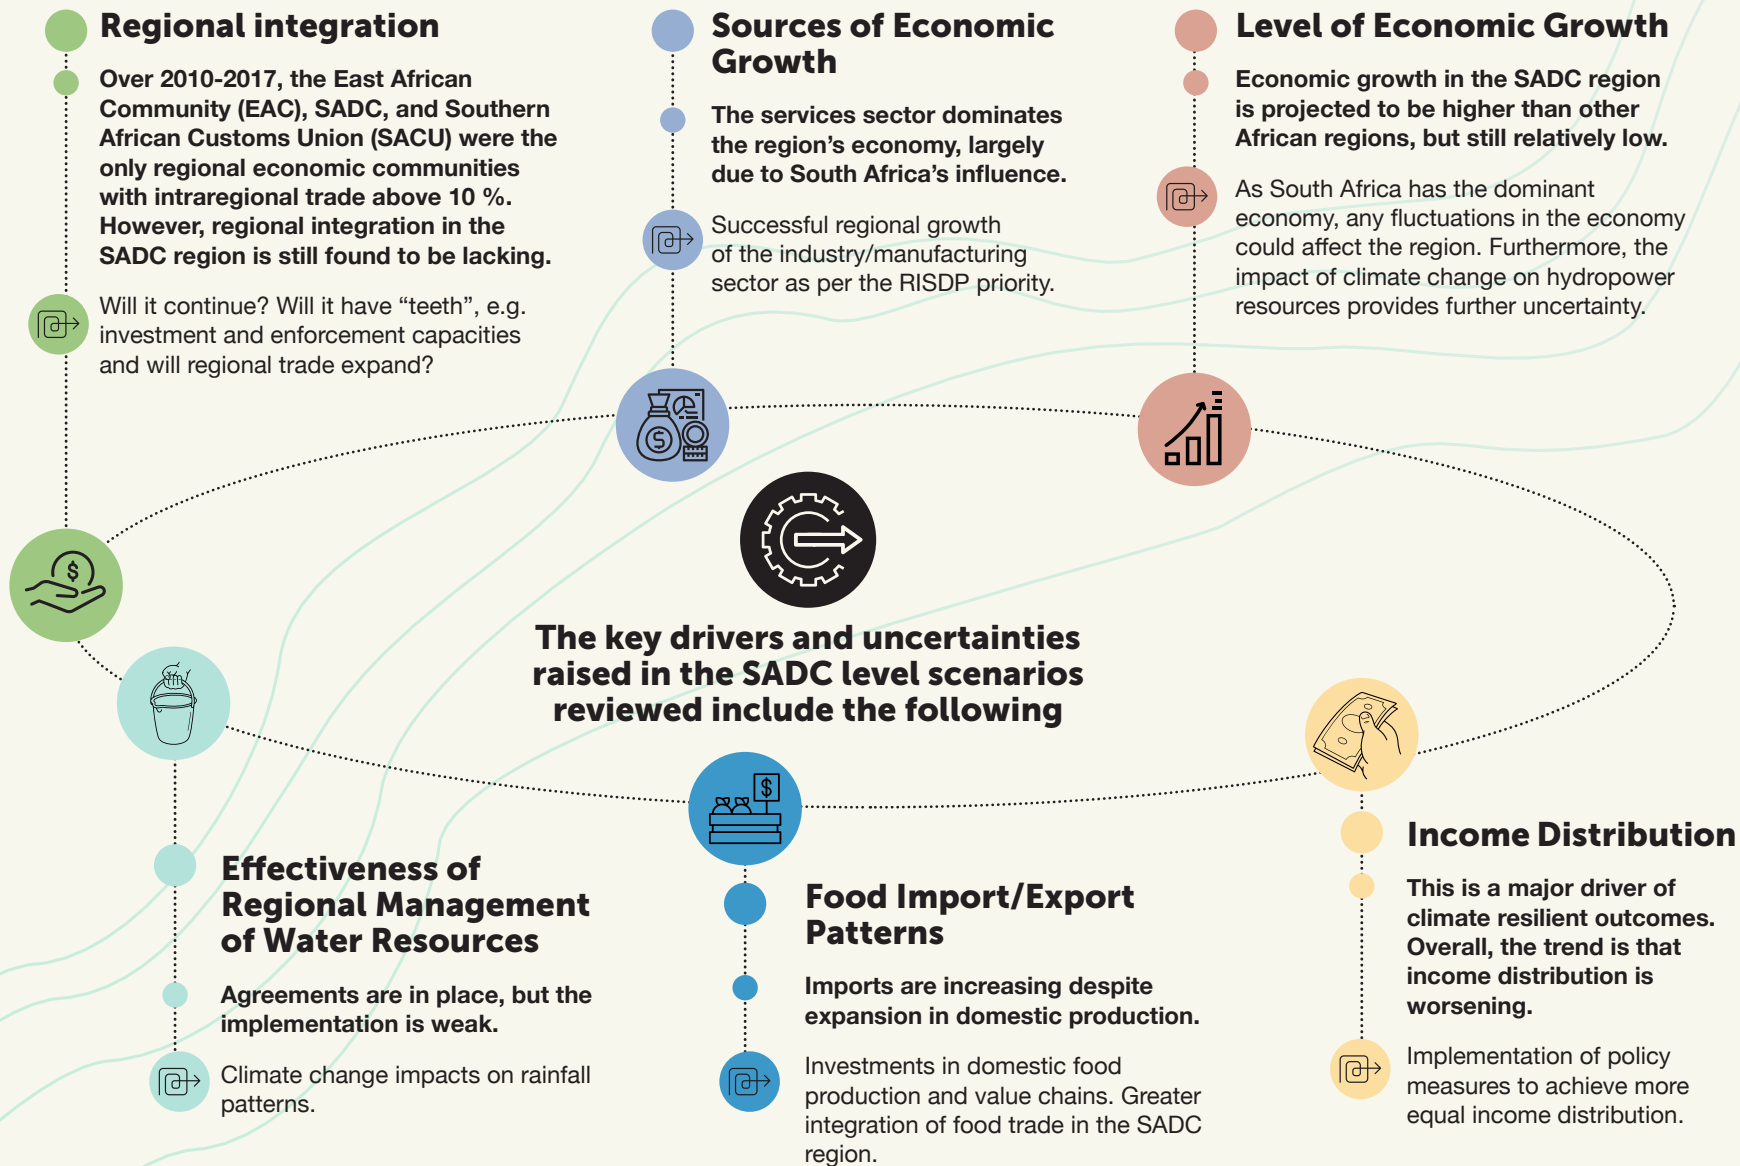 Regional integration
Over 2010-2017, the East African
Community (EAC), SADC, and Southern
African Customs Union (SACU) were the
only regional economic communities
with intraregional trade above 10 %.
However, regional integration in the
SADC region is still found to be lacking.
Will it continue? Will it have “teeth”, e.g.
investment and enforcement capacities
and will regional trade expand?
Sources of Economic
Growth
The services sector dominates
the region’s economy, largely
due to South Africa’s influence.
Successful regional growth
of the industry/manufacturing
sector as per the RISDP priority.
Level of Economic Growth
Economic growth in the SADC region
is projected to be higher than other
African regions, but still relatively low.
As South Africa has the dominant
economy, any fluctuations in the economy
could affect the region. Furthermore, the
impact of climate change on hydropower
resources provides further uncertainty.
$
$
The key drivers and uncertainties
raised in the SADC level scenarios
reviewed include the following
$
Effectiveness of
Regional Management
of Water Resources
Agreements are in place, but the
implementation is weak.
Climate change impacts on rainfall
patterns.
Food Import/Export
Patterns
Imports are increasing despite
expansion in domestic production.
Investments in domestic food
production and value chains. Greater
integration of food trade in the SADC
region.
Income Distribution
This is a major driver of
climate resilient outcomes.
Overall, the trend is that
income distribution is
worsening.
Implementation of policy
measures to achieve more
equal income distribution.